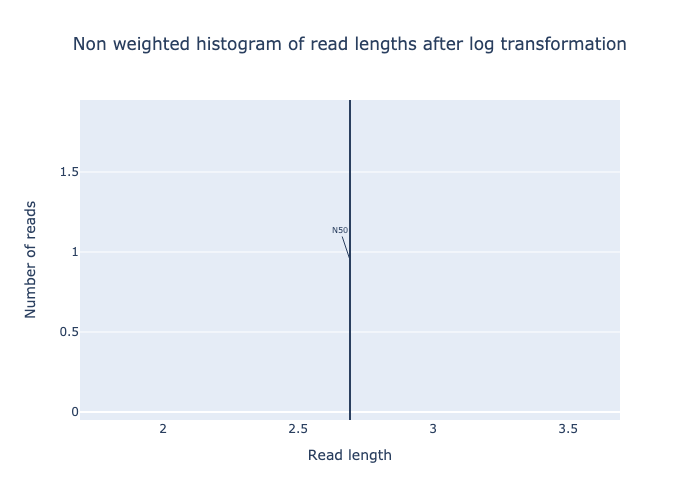 Non weighted histogram of read lengths after log transformation
Number of reads
1.5
1
0.5
0
N50
2
2.5
3
3.5
Read length